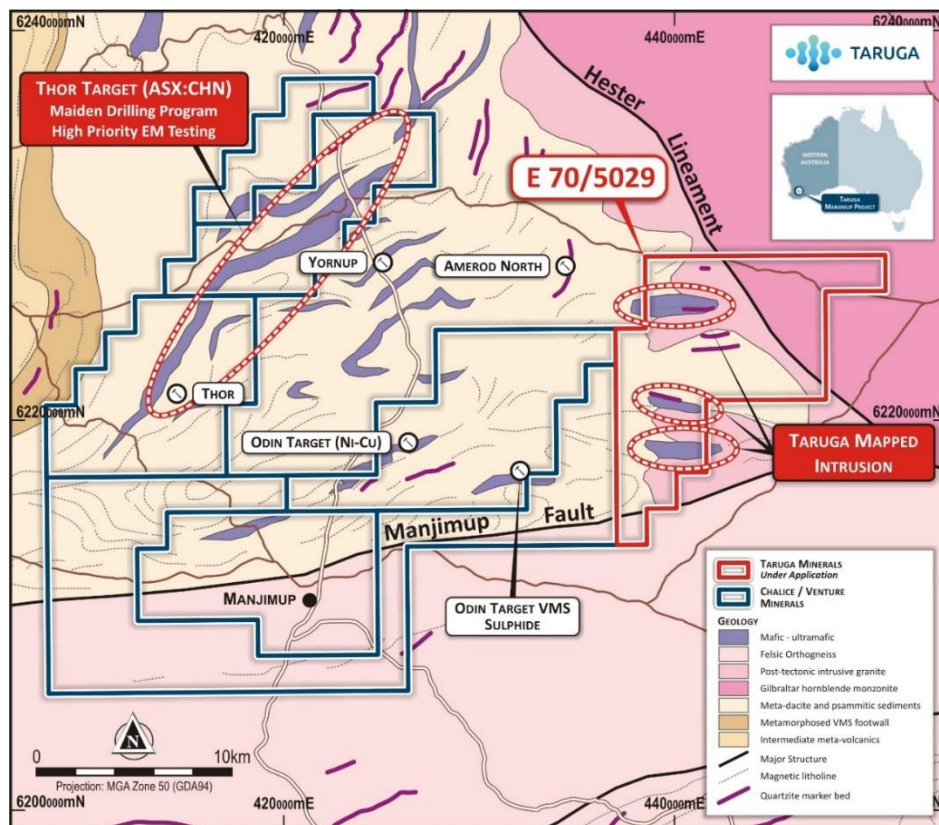 6240000mN
420000mE
440000mE
6240000mN
TARUGA
THOR TARGET (ASX:CHN)
Maiden Drilling Program
High Priority EM Testing
Hester
Lineament
WESTERN
AUSTRALIA
TARUGA
MANJIMUP PROJECT
E 70/5029
YORNUP
AMEROD NORTH
THOR
6220000mN
6220000mN
ODIN TARGET (NI-CU)
TARUGA MAPPED
INTRUSION
Manjimup Fault
MANJIMUP
ODIN TARGET VMS
SULPHIDE
TARUGA MINERALS
Under Application
CHALICE / VENTURE
MINERALS
GEOLOGY
Mafic - ultramafic
Felsic Orthogneiss
Post-tectonic intrusive granite
Gilbraltar hornblende monzonite
Meta-dacite and psammitic sediments
Metamorphosed VMS footwall
Intermediate meta-volcanics
Major Structure
Magnetic litholine
Quartzite marker bed
N
0 10km
Projection: MGA Zone 50 (GDA94)
6200000mN
420000mE
440000mE